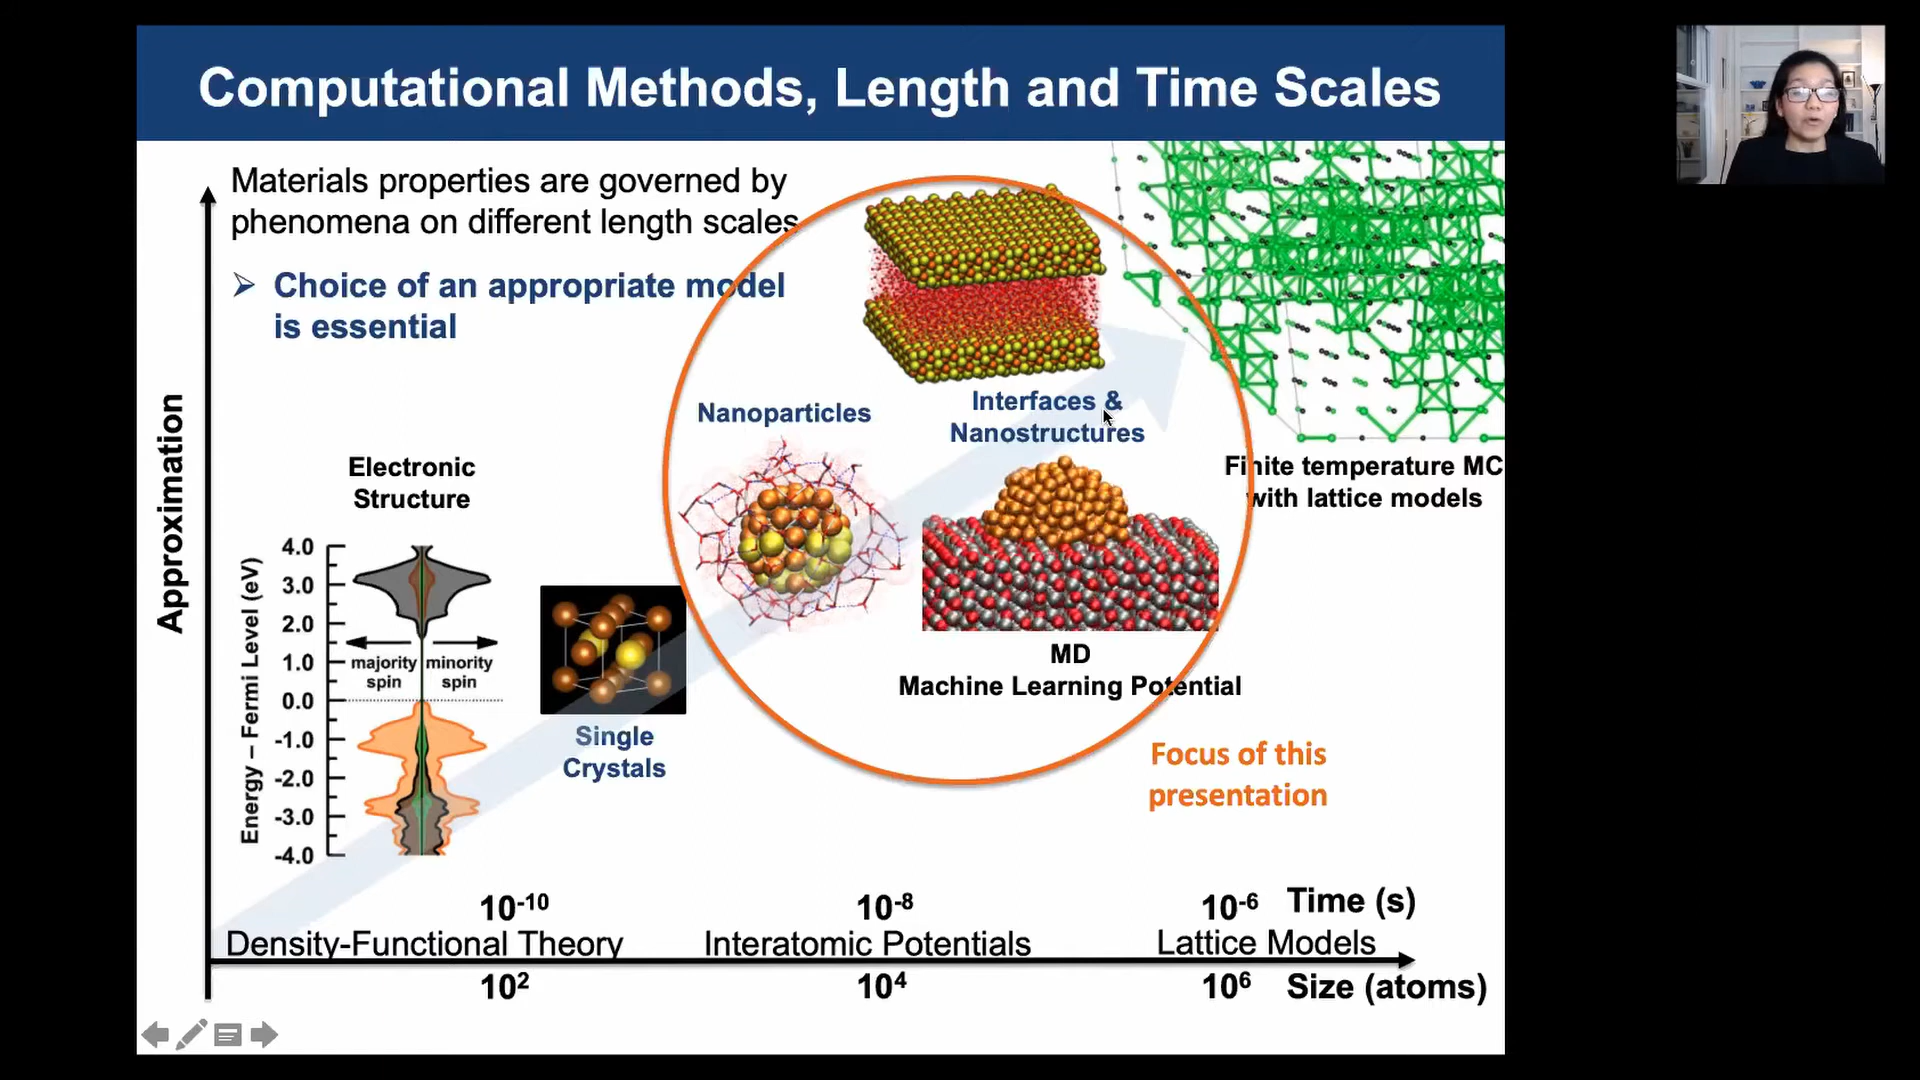 Computational Methods, Length and Time Scales
Materials properties are governed by
phenomena on different length scales
➢ Choice of an appropriate model
is essential
Approximation
Electronic
Structure
Energy – Fermi Level (eV)
4.0
3.0
2.0
1.0
0.0
-1.0
-2.0
-3.0
-4.0
majority spin
minority spin
Single
Crystals
Nanoparticles
Interfaces &
Nanostructures
MD
Machine Learning Potential
Finite temperature MC
with lattice models
Focus of this
presentation
10⁻¹⁰ 10⁻⁸ 10⁻⁶ Time (s)
Density-Functional Theory Interatomic Potentials Lattice Models
10² 10⁴ 10⁶ Size (atoms)